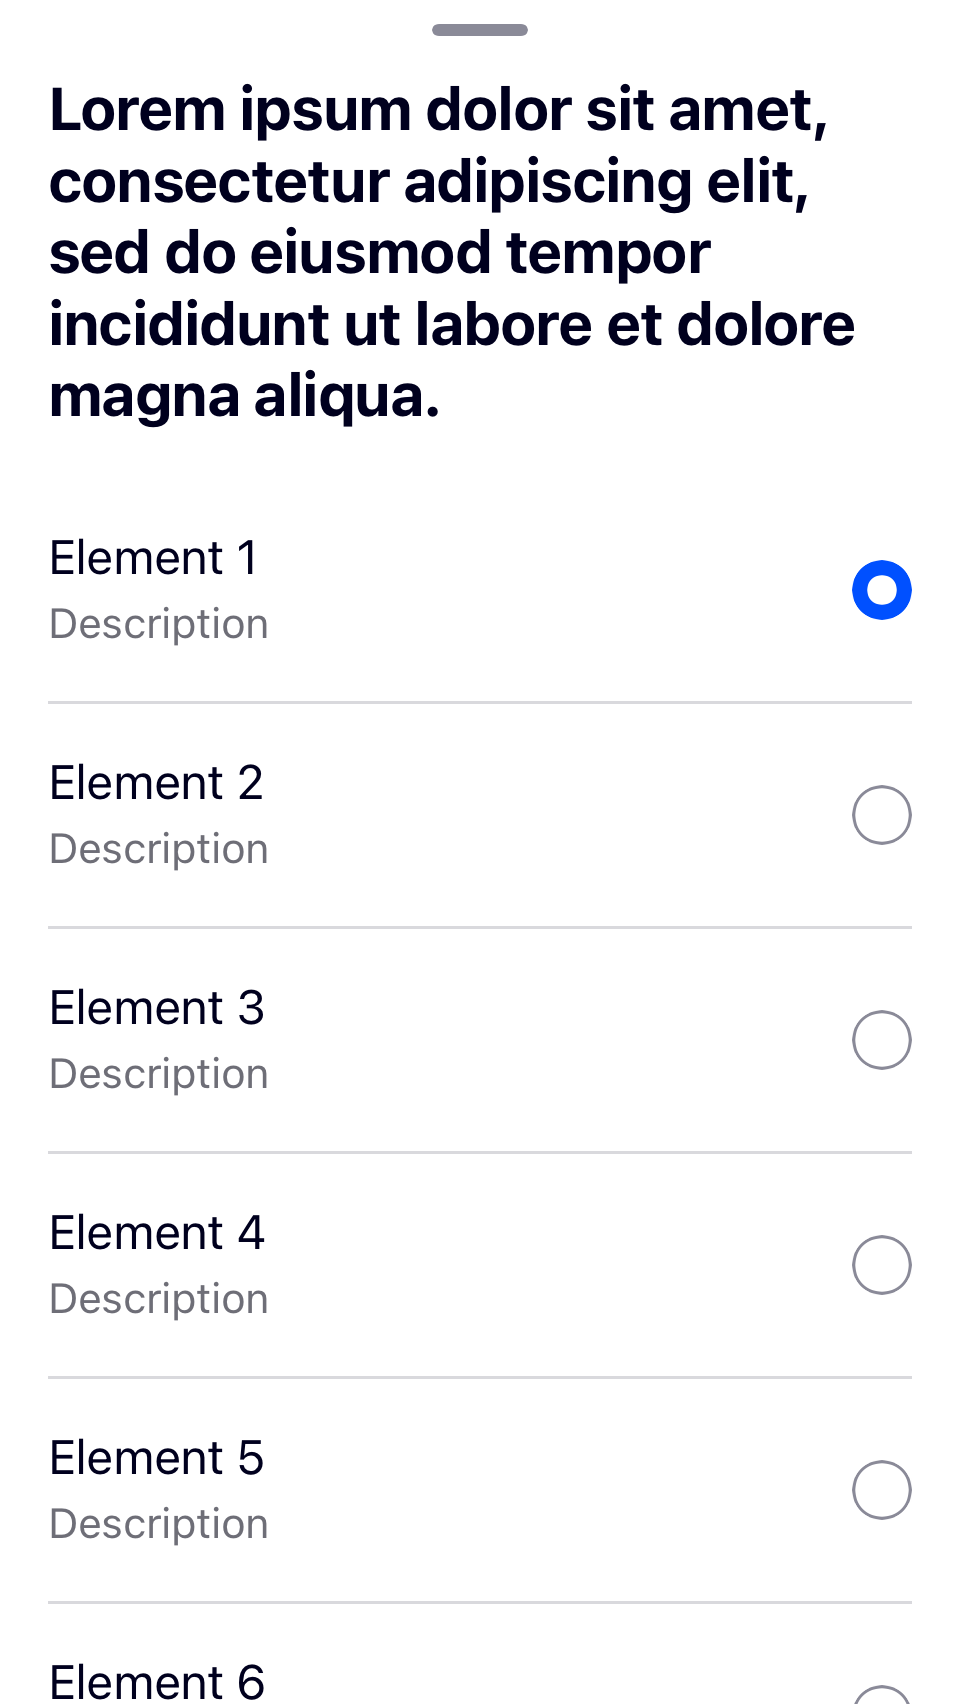 Lorem ipsum dolor sit amet,
consectetur adipiscing elit,
sed do eiusmod tempor
incididunt ut labore et dolore
magna aliqua.
Element 1
Description
Element 2
Description
Element 3
Description
Element 4
Description
Element 5
Description
Element 6